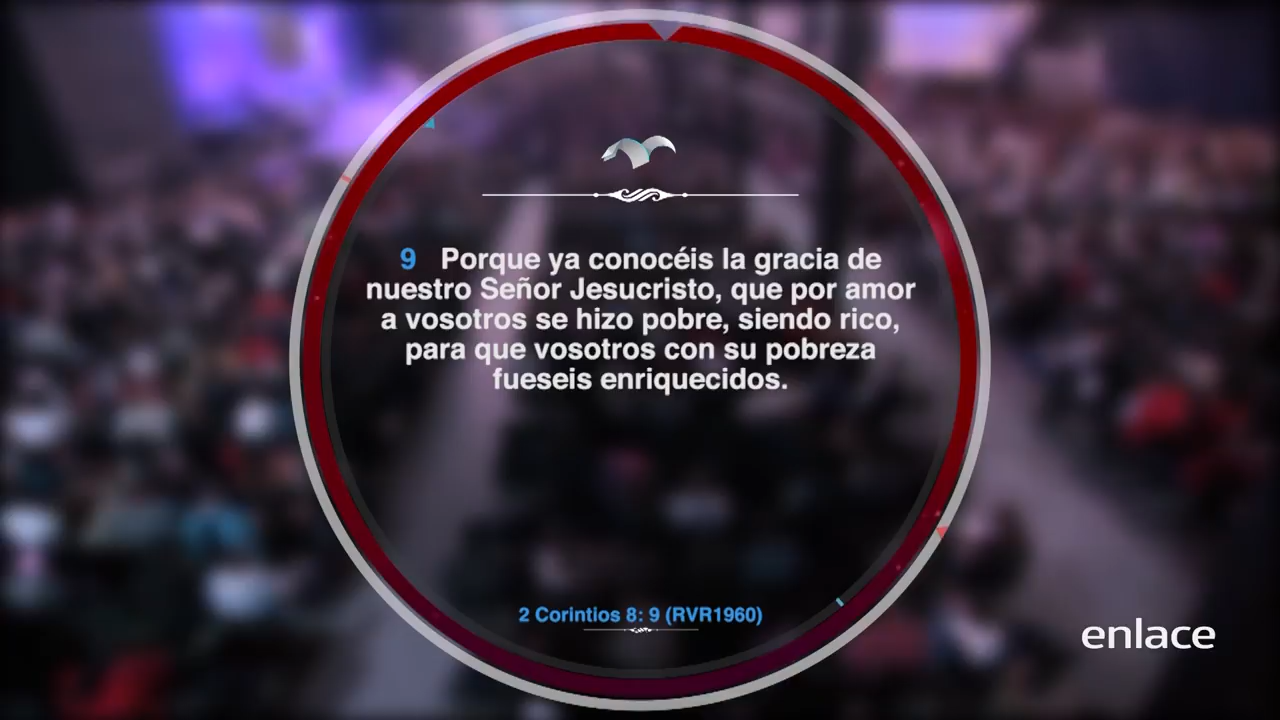 9 Porque ya conocéis la gracia de
nuestro Señor Jesucristo, que por amor
a vosotros se hizo pobre, siendo rico,
para que vosotros con su pobreza
fueseis enriquecidos.
2 Corintios 8: 9 (RVR1960)
enlace